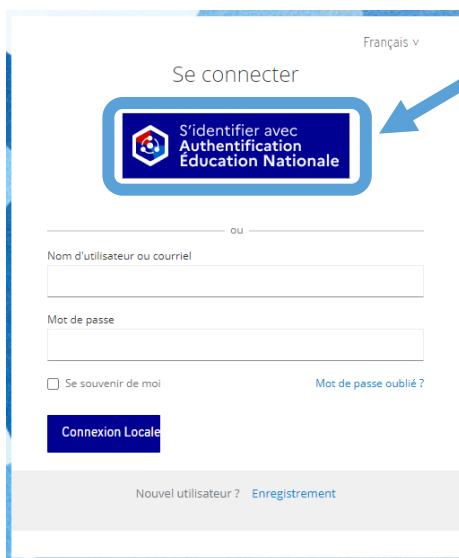 Français v
Se connecter
S'identifier avec
Authentification
Éducation Nationale
ou
Nom d'utilisateur ou courriel
Mot de passe
Se souvenir de moi Mot de passe oublié ?
Connexion Locale
Nouvel utilisateur ? Enregistrement